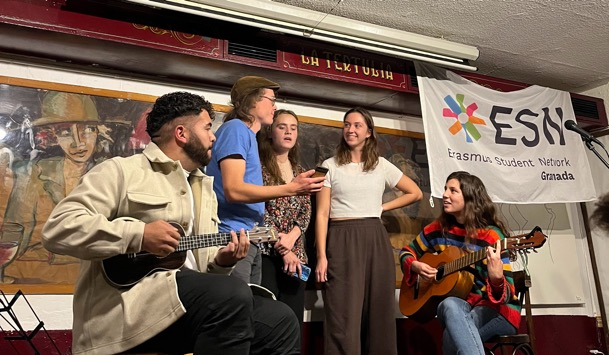 LA TERTULIA
ESN
Erasmus Student Network
Granada